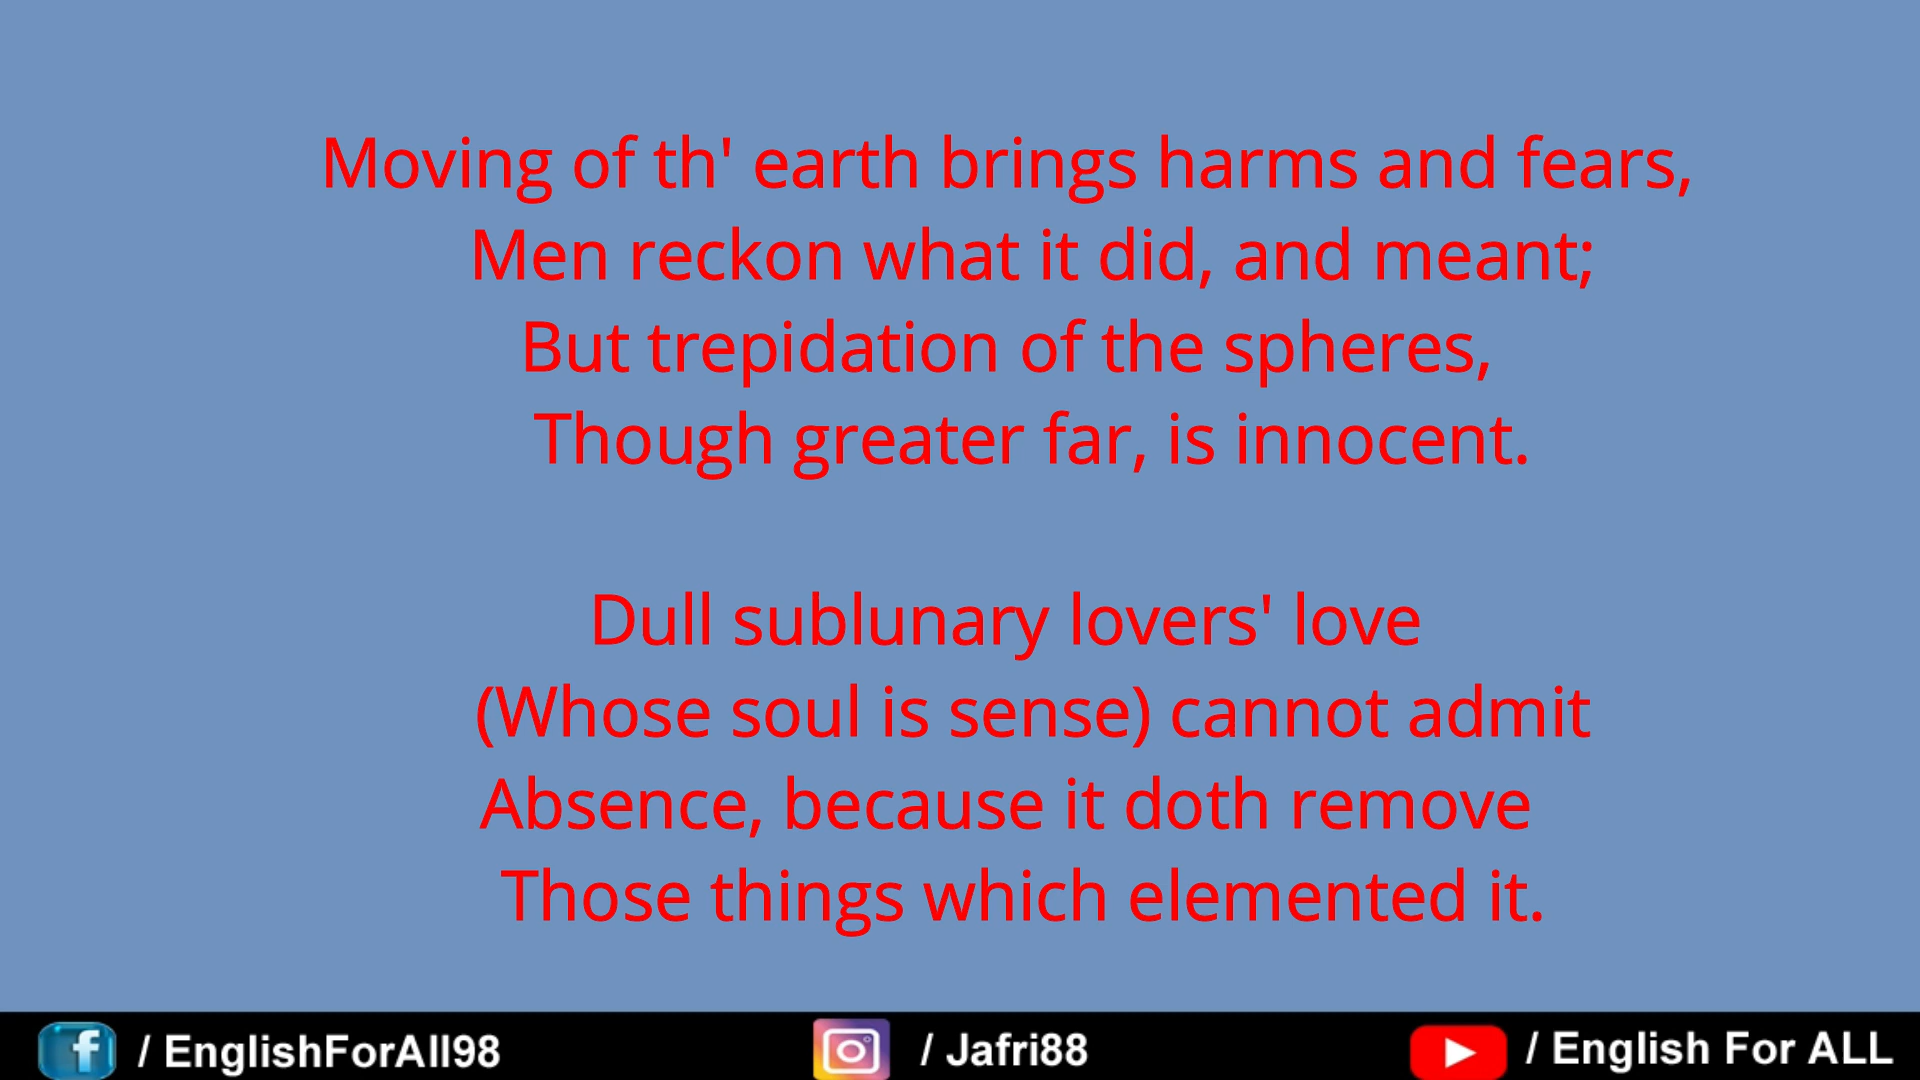 Moving of th' earth brings harms and fears,
Men reckon what it did, and meant;
But trepidation of the spheres,
Though greater far, is innocent.
Dull sublunary lovers' love
(Whose soul is sense) cannot admit
Absence, because it doth remove
Those things which elemented it.
/ EnglishForAll98
/ Jafri88
/ English For ALL